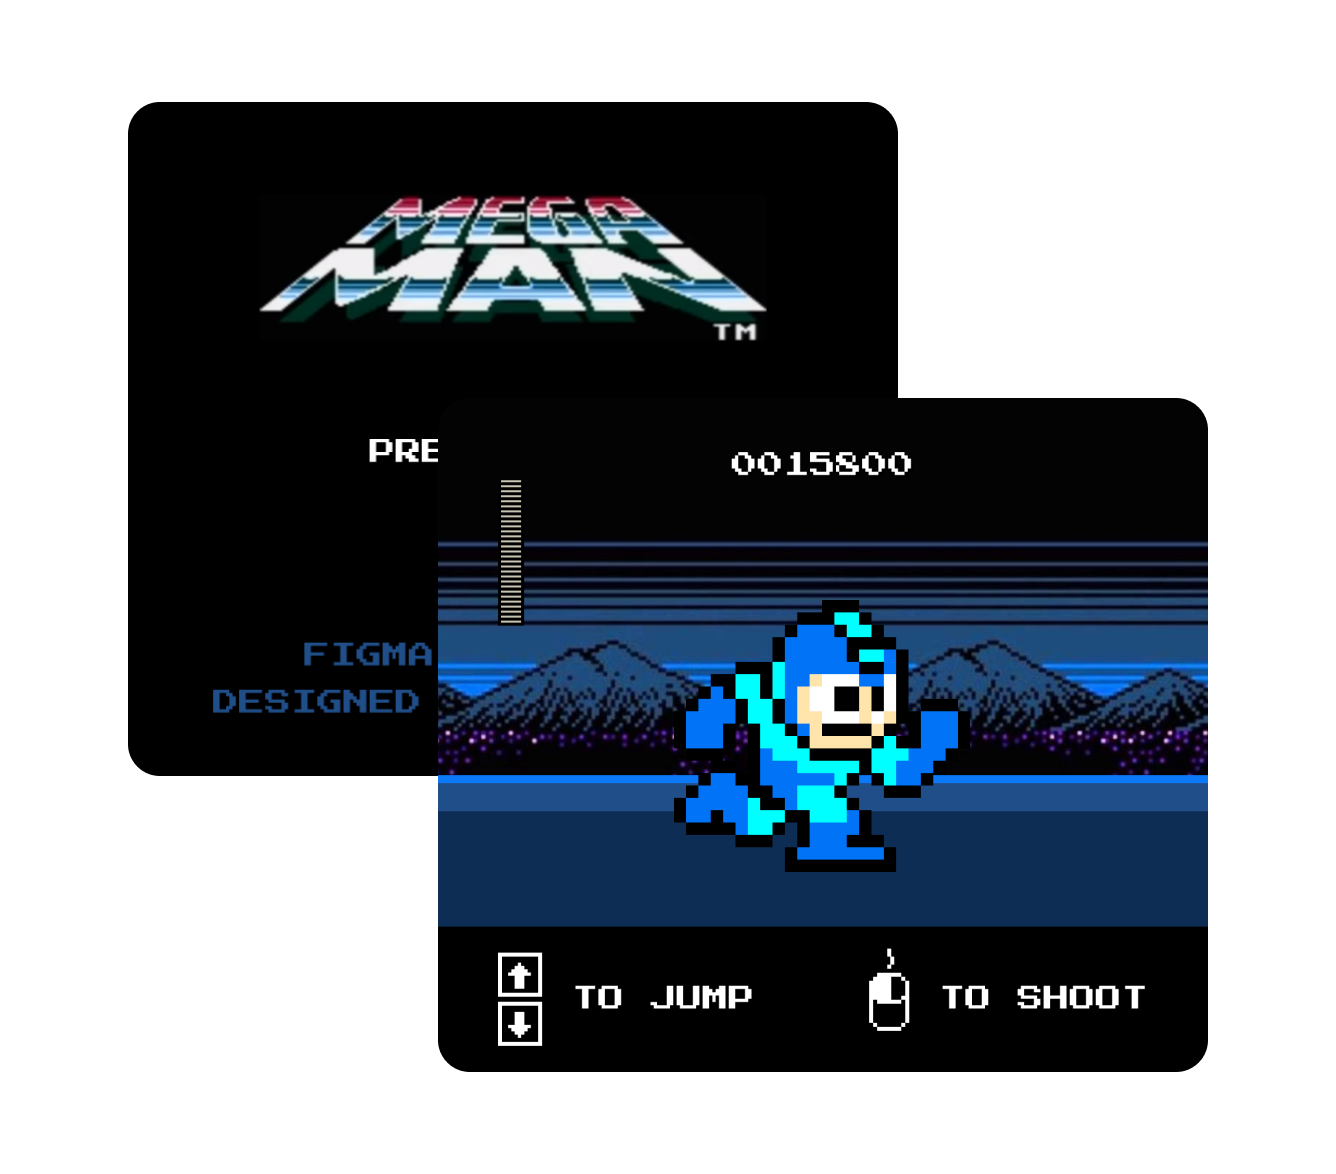 MEGA
MAN
TM
PRE
FIGMA
DESIGNED
0015800
TO JUMP
TO SHOOT